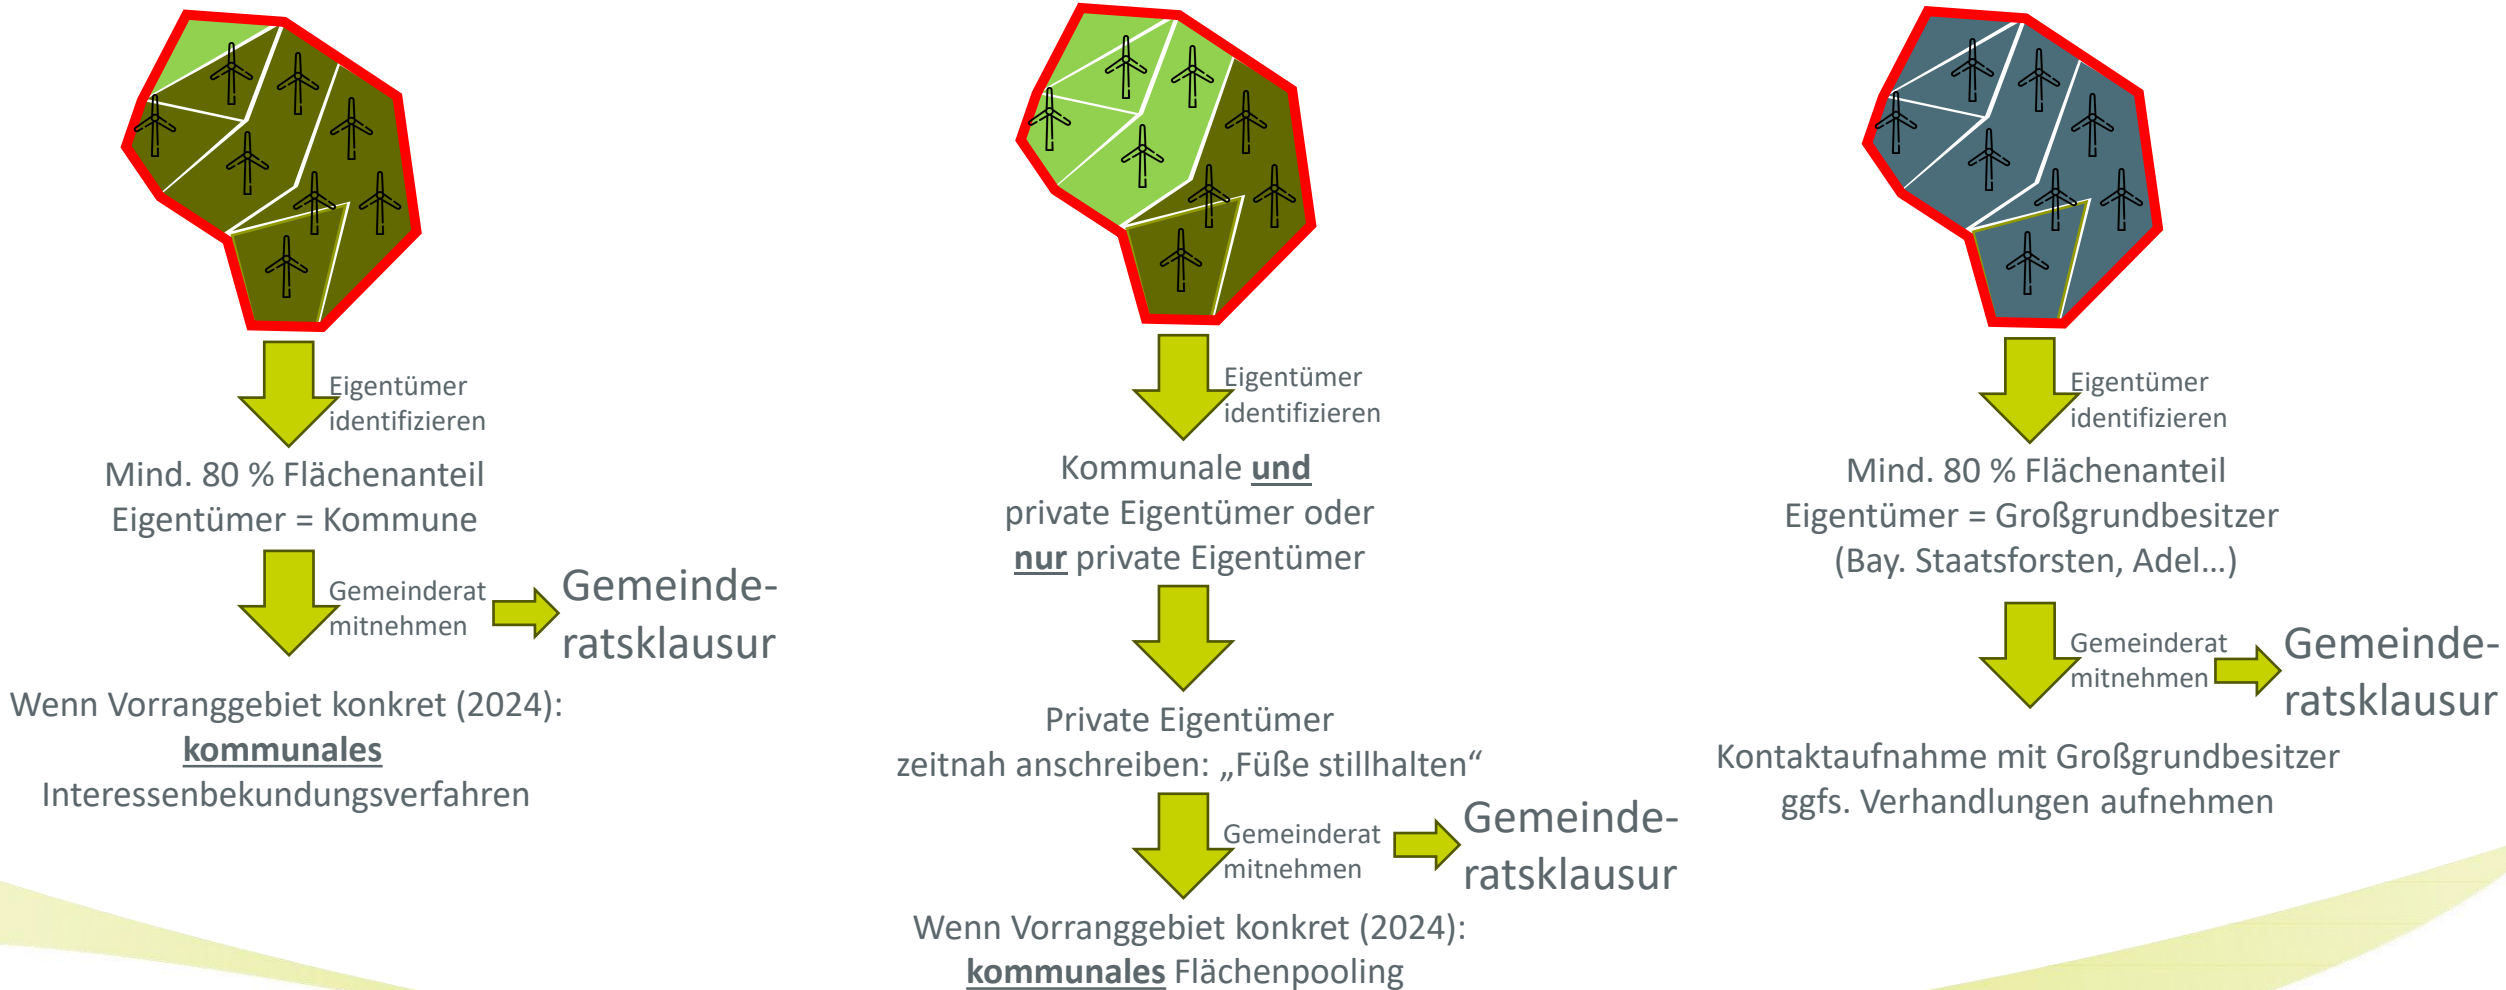 Eigentümer
identifizieren
Mind. 80 % Flächenanteil
Eigentümer = Kommune
Gemeinderat
mitnehmen
Gemeinde-
ratsklausur
Wenn Vorranggebiet konkret (2024):
kommunales
Interessenbekundungsverfahren
Eigentümer
identifizieren
Kommunale und
private Eigentümer oder
nur private Eigentümer
Private Eigentümer
zeitnah anschreiben: „Füße stillhalten“
Gemeinderat
mitnehmen
Gemeinde-
ratsklausur
Wenn Vorranggebiet konkret (2024):
kommunales Flächenpooling
Eigentümer
identifizieren
Mind. 80 % Flächenanteil
Eigentümer = Großgrundbesitzer
(Bay. Staatsforsten, Adel…)
Gemeinderat
mitnehmen
Gemeinde-
ratsklausur
Kontaktaufnahme mit Großgrundbesitzer
ggfs. Verhandlungen aufnehmen